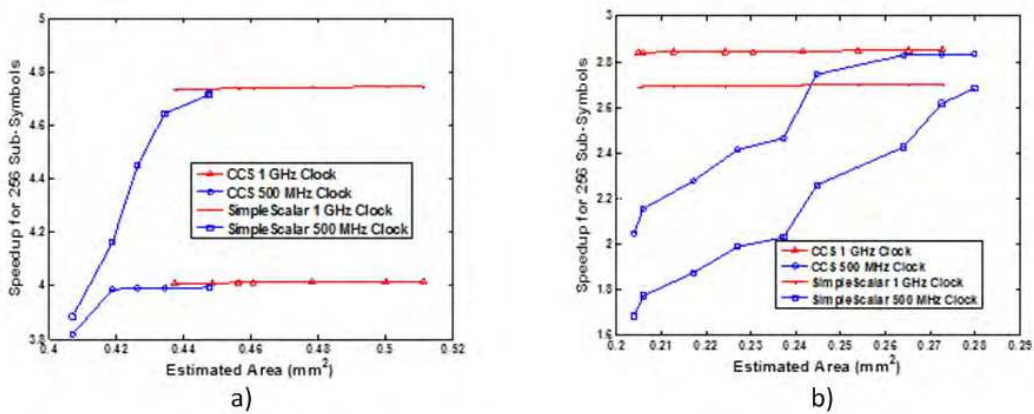 5
4.8
4.6
4.4
4.2
4
3.8
Speedup for 256 Sub-Symbols
CCS 1 GHz Clock
CCS 500 MHz Clock
SimpleScalar 1 GHz Clock
SimpleScalar 500 MHz Clock
0.4 0.42 0.44 0.46 0.48 0.5 0.52
Estimated Area (mm²)
a)
3
2.8
2.6
2.4
2.2
2
1.8
1.6
Speedup for 256 Sub-Symbols
CCS 1 GHz Clock
CCS 500 MHz Clock
SimpleScalar 1 GHz Clock
SimpleScalar 500 MHz Clock
0.2 0.21 0.22 0.23 0.24 0.25 0.26 0.27 0.28 0.29
Estimated Area (mm²)
b)